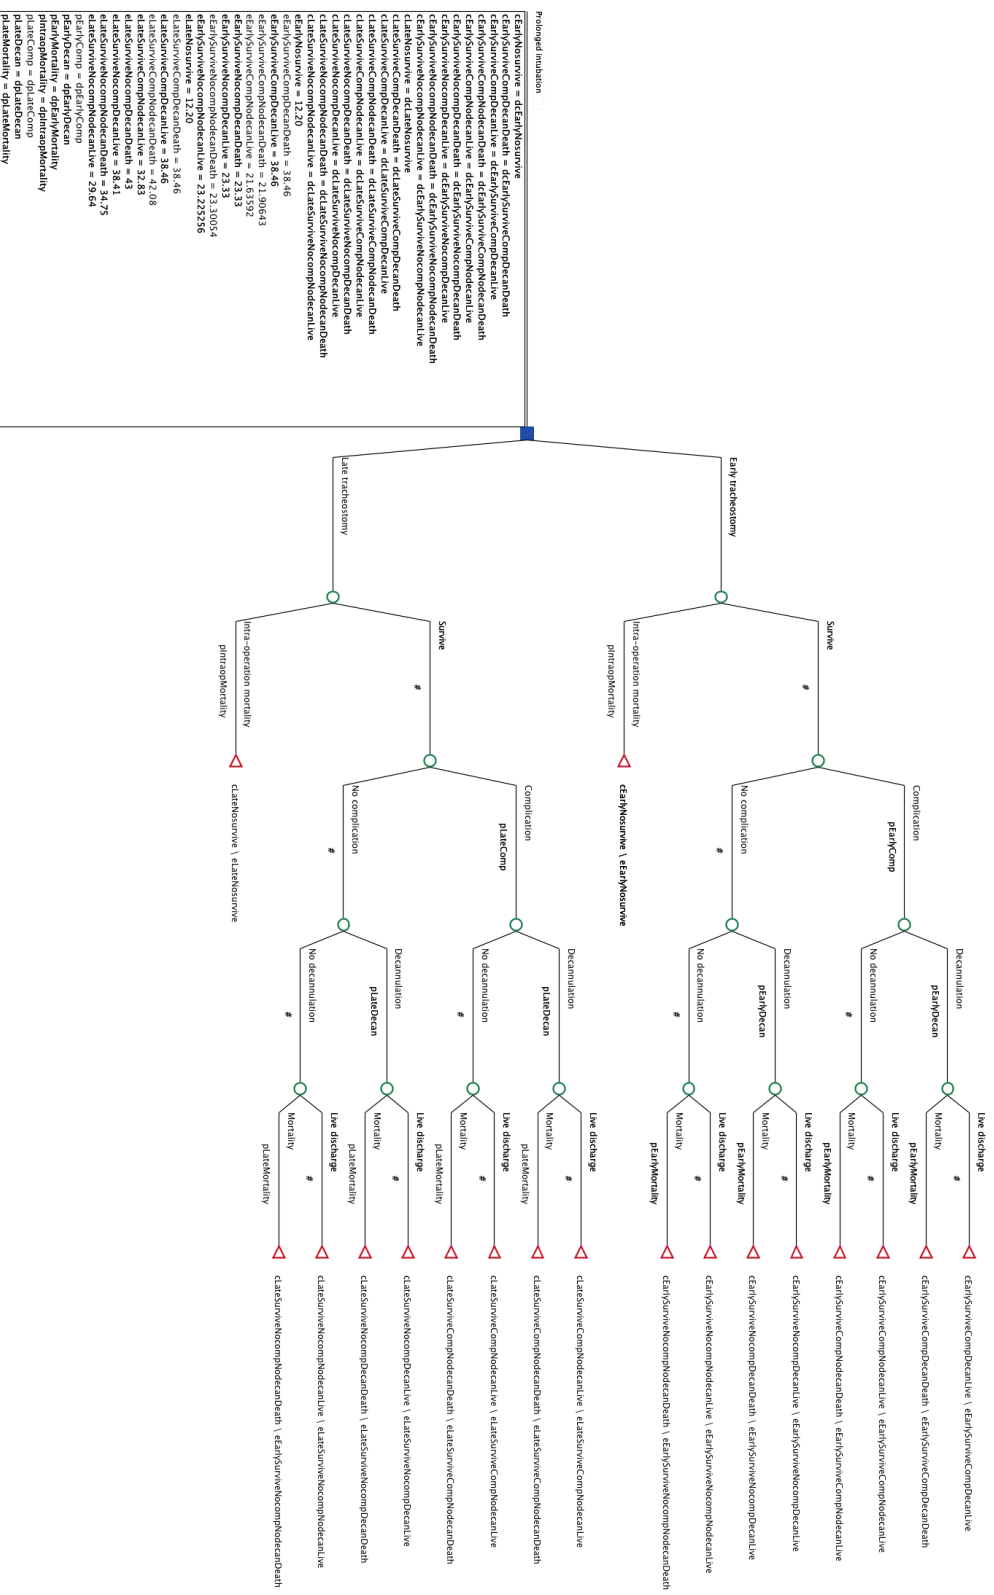 Prolonged intubation
cEarlyNosurvive = dcEarlyNosurvive
cEarlySurviveCompDecanDeath = dcEarlySurviveCompDecanDeath
cEarlySurviveCompDecanLive = dcEarlySurviveCompDecanLive
cEarlySurviveCompNodecanDeath = dcEarlySurviveCompNodecanDeath
cEarlySurviveCompNodecanLive = dcEarlySurviveCompNodecanLive
cEarlySurviveNocompDecanDeath = dcEarlySurviveNocompDecanDeath
cEarlySurviveNocompDecanLive = dcEarlySurviveNocompDecanLive
cEarlySurviveNocompNodecanDeath = dcEarlySurviveNocompNodecanDeath
cEarlySurviveNocompNodecanLive = dcEarlySurviveNocompNodecanLive
cLateNosurvive = dcLateNosurvive
cLateSurviveCompDecanDeath = dcLateSurviveCompDecanDeath
cLateSurviveCompDecanLive = dcLateSurviveCompDecanLive
cLateSurviveCompNodecanDeath = dcLateSurviveCompNodecanDeath
cLateSurviveCompNodecanLive = dcLateSurviveCompNodecanLive
cLateSurviveNocompDecanDeath = dcLateSurviveNocompDecanDeath
cLateSurviveNocompDecanLive = dcLateSurviveNocompDecanLive
cLateSurviveNocompNodecanDeath = dcLateSurviveNocompNodecanDeath
cLateSurviveNocompNodecanLive = dcLateSurviveNocompNodecanLive
eEarlyNosurvive = 12.20
eEarlySurviveCompDecanDeath = 38.46
eEarlySurviveCompDecanLive = 38.46
eEarlySurviveCompNodecanDeath = 21.90643
eEarlySurviveCompNodecanLive = 21.63592
eEarlySurviveNocompDecanDeath = 23.33
eEarlySurviveNocompDecanLive = 23.33
eEarlySurviveNocompNodecanDeath = 23.30054
eEarlySurviveNocompNodecanLive = 23.225256
eLateNosurvive = 12.20
eLateSurviveCompDecanDeath = 38.46
eLateSurviveCompDecanLive = 38.46
eLateSurviveCompNodecanDeath = 42.08
eLateSurviveCompNodecanLive = 32.83
eLateSurviveNocompDecanDeath = 43
eLateSurviveNocompDecanLive = 38.41
eLateSurviveNocompNodecanDeath = 34.75
eLateSurviveNocompNodecanLive = 29.64
pEarlyComp = dpEarlyComp
pEarlyDecan = dpEarlyDecan
pEarlyMortality = dpEarlyMortality
pIntraopMortality = dpIntraopMortality
pLateComp = dpLateComp
pLateDecan = dpLateDecan
pLateMortality = dpLateMortality
Early tracheostomy
Survive
#
Complication
pEarlyComp
Decannulation
pEarlyDecan
Live discharge
#
cEarlySurviveCompDecanLive \ eEarlySurviveCompDecanLive
Mortality
pEarlyMortality
cEarlySurviveCompDecanDeath \ eEarlySurviveCompDecanDeath
No decannulation
#
Live discharge
#
cEarlySurviveCompNodecanLive \ eEarlySurviveCompNodecanLive
Mortality
pEarlyMortality
cEarlySurviveCompNodecanDeath \ eEarlySurviveCompNodecanLive
No complication
#
Decannulation
pEarlyDecan
Live discharge
#
cEarlySurviveNocompDecanLive \ eEarlySurviveNocompDecanLive
Mortality
pEarlyMortality
cEarlySurviveNocompDecanDeath \ eEarlySurviveNocompDecanLive
No decannulation
#
Live discharge
#
cEarlySurviveNocompNodecanLive \ eEarlySurviveNocompNodecanLive
Mortality
pEarlyMortality
cEarlySurviveNocompNodecanDeath \ eEarlySurviveNocompNodecanDeath
Intra-operation mortality
pIntraopMortality
cEarlyNosurvive \ eEarlyNosurvive
Late tracheostomy
Survive
#
Complication
pLateComp
Decannulation
pLateDecan
Live discharge
#
cLateSurviveCompNodecanLive \ eLateSurviveCompNodecanLive
Mortality
pLateMortality
cLateSurviveCompNodecanDeath \ eLateSurviveCompNodecanDeath
No decannulation
#
Live discharge
#
cLateSurviveCompNodecanLive \ eLateSurviveCompNodecanLive
Mortality
pLateMortality
cLateSurviveCompNodecanDeath \ eLateSurviveCompNodecanDeath
No complication
#
Decannulation
pLateDecan
Live discharge
#
cLateSurviveNocompDecanLive \ eLateSurviveNocompDecanLive
Mortality
pLateMortality
cLateSurviveNocompDecanDeath \ eLateSurviveNocompDecanDeath
No decannulation
#
Live discharge
#
cLateSurviveNocompNodecanLive \ eLateSurviveNocompNodecanLive
Mortality
pLateMortality
cLateSurviveNocompNodecanDeath \ eEarlySurviveNocompNodecanDeath
Intra-operation mortality
pIntraopMortality
cLateNosurvive \ eLateNosurvive